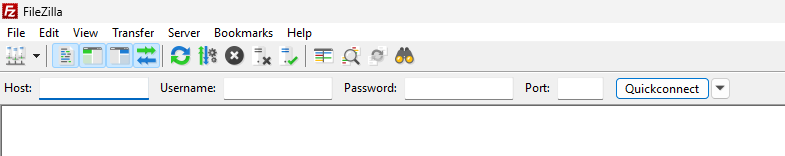 FileZilla
File Edit View Transfer Server Bookmarks Help
Host: Username: Password: Port: Quickconnect